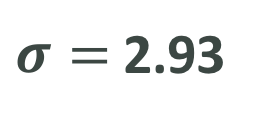 σ = 2.93